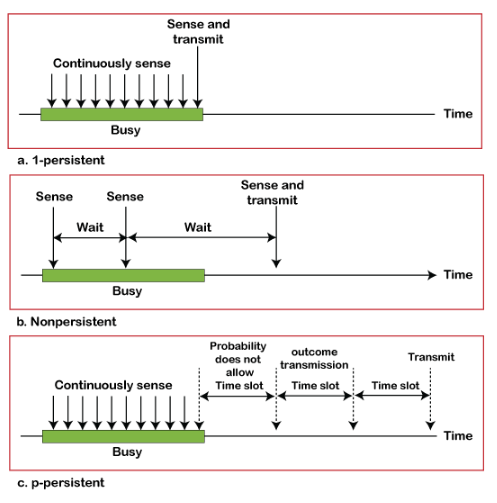 Sense and
transmit
Continuously sense
Time
Busy
a. 1-persistent
Sense and
transmit
Sense Sense
Wait Wait
Time
Busy
b. Nonpersistent
Probability
does not
allow
Time slot
outcome
transmission
Time slot
Transmit
Time slot
Continuously sense
Time
Busy
c. p-persistent